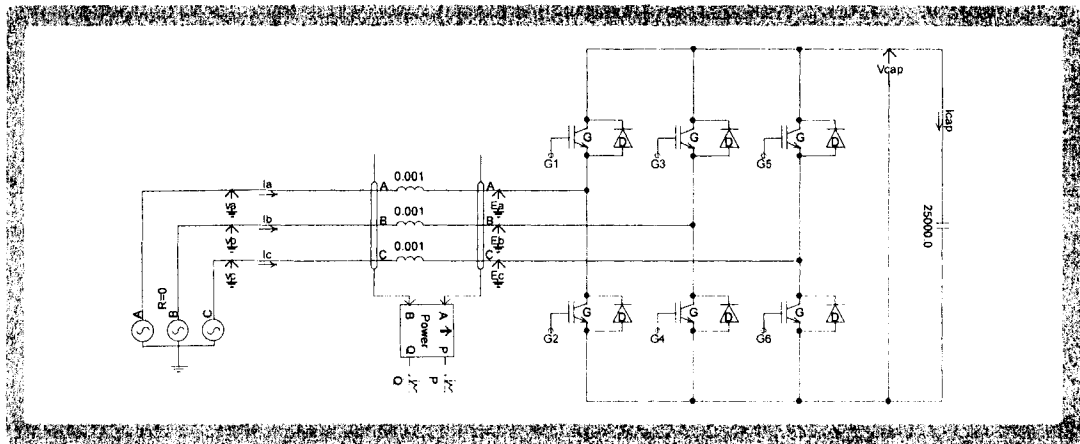 Vcap
Icap
G
D
G
D
G
D
G1
G3
G5
Ia
A
0.001
A
Ea
Ib
B
0.001
B
Eb
25000.0
Ic
C
0.001
C
Ec
R=0
A
B
C
G
D
G
D
G
D
G2
G4
G6
B
A
Power
Q
P
Q
P